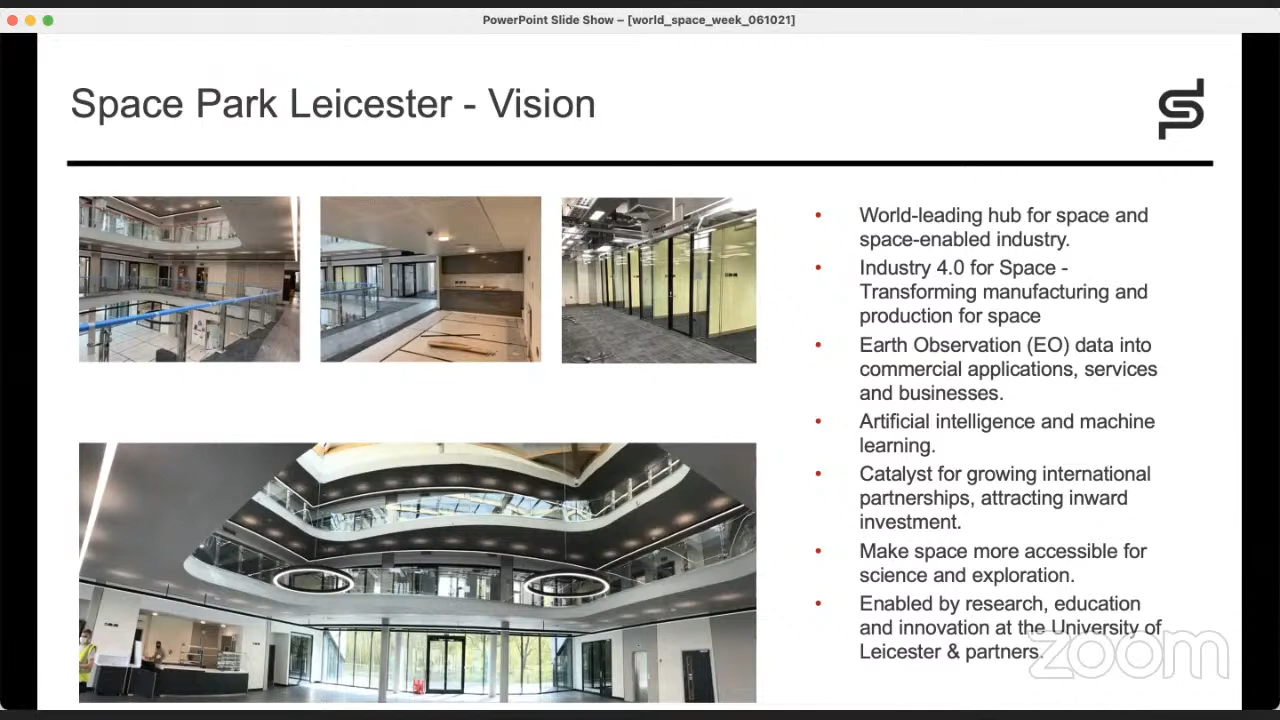 PowerPoint Slide Show – [world_space_week_061021]
Space Park Leicester - Vision
• World-leading hub for space and
space-enabled industry.
• Industry 4.0 for Space -
Transforming manufacturing and
production for space
• Earth Observation (EO) data into
commercial applications, services
and businesses.
• Artificial intelligence and machine
learning.
• Catalyst for growing international
partnerships, attracting inward
investment.
• Make space more accessible for
science and exploration.
• Enabled by research, education
and innovation at the University of
Leicester & partners.
zoom